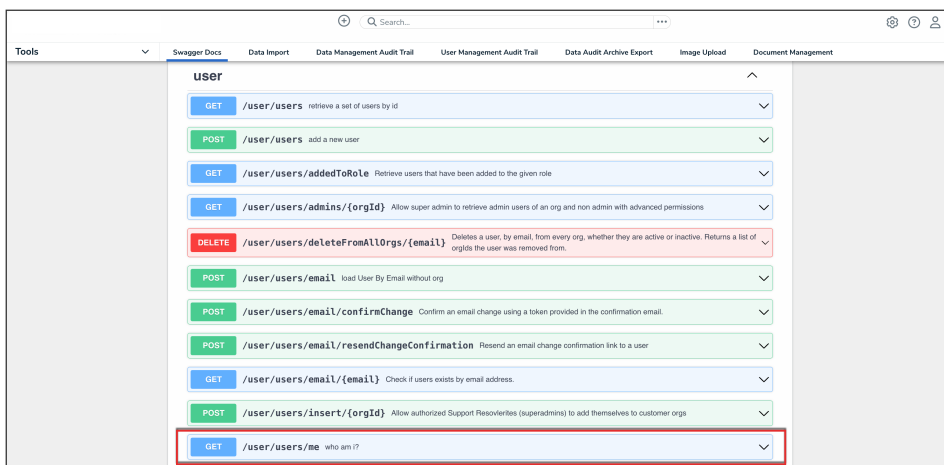 Search...
Tools
Swagger Docs Data Import Data Management Audit Trail User Management Audit Trail Data Audit Archive Export Image Upload Document Management
user
GET /user/users retrieve a set of users by id
POST /user/users add a new user
GET /user/users/addedToRole Retrieve users that have been added to the given role
GET /user/users/admins/{orgId} Allow super admin to retrieve admin users of an org and non admin with advanced permissions
DELETE /user/users/deleteFromAllOrgs/{email} Deletes a user, by email, from every org, whether they are active or inactive. Returns a list of
orgIds the user was removed from.
POST /user/users/email load User By Email without org
POST /user/users/email/confirmChange Confirm an email change using a token provided in the confirmation email.
POST /user/users/email/resendChangeConfirmation Resend an email change confirmation link to a user
GET /user/users/email/{email} Check if users exists by email address.
POST /user/users/insert/{orgId} Allow authorized Support Resovlerites (superadmins) to add themselves to customer orgs
GET /user/users/me who am i?